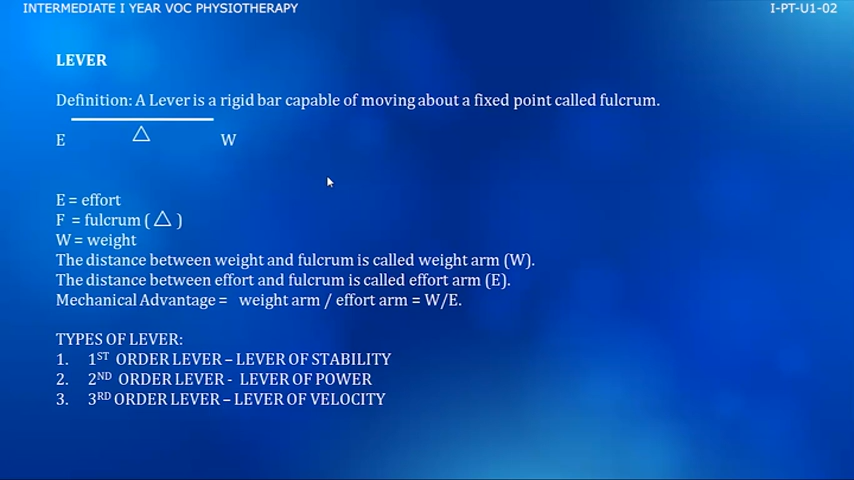 INTERMEDIATE I YEAR VOC PHYSIOTHERAPY
I-PT-U1-02
LEVER
Definition: A Lever is a rigid bar capable of moving about a fixed point called fulcrum.
E △ W
E = effort
F = fulcrum ( △ )
W = weight
The distance between weight and fulcrum is called weight arm (W).
The distance between effort and fulcrum is called effort arm (E).
Mechanical Advantage = weight arm / effort arm = W/E.
TYPES OF LEVER:
1. 1ST ORDER LEVER – LEVER OF STABILITY
2. 2ND ORDER LEVER - LEVER OF POWER
3. 3RD ORDER LEVER – LEVER OF VELOCITY